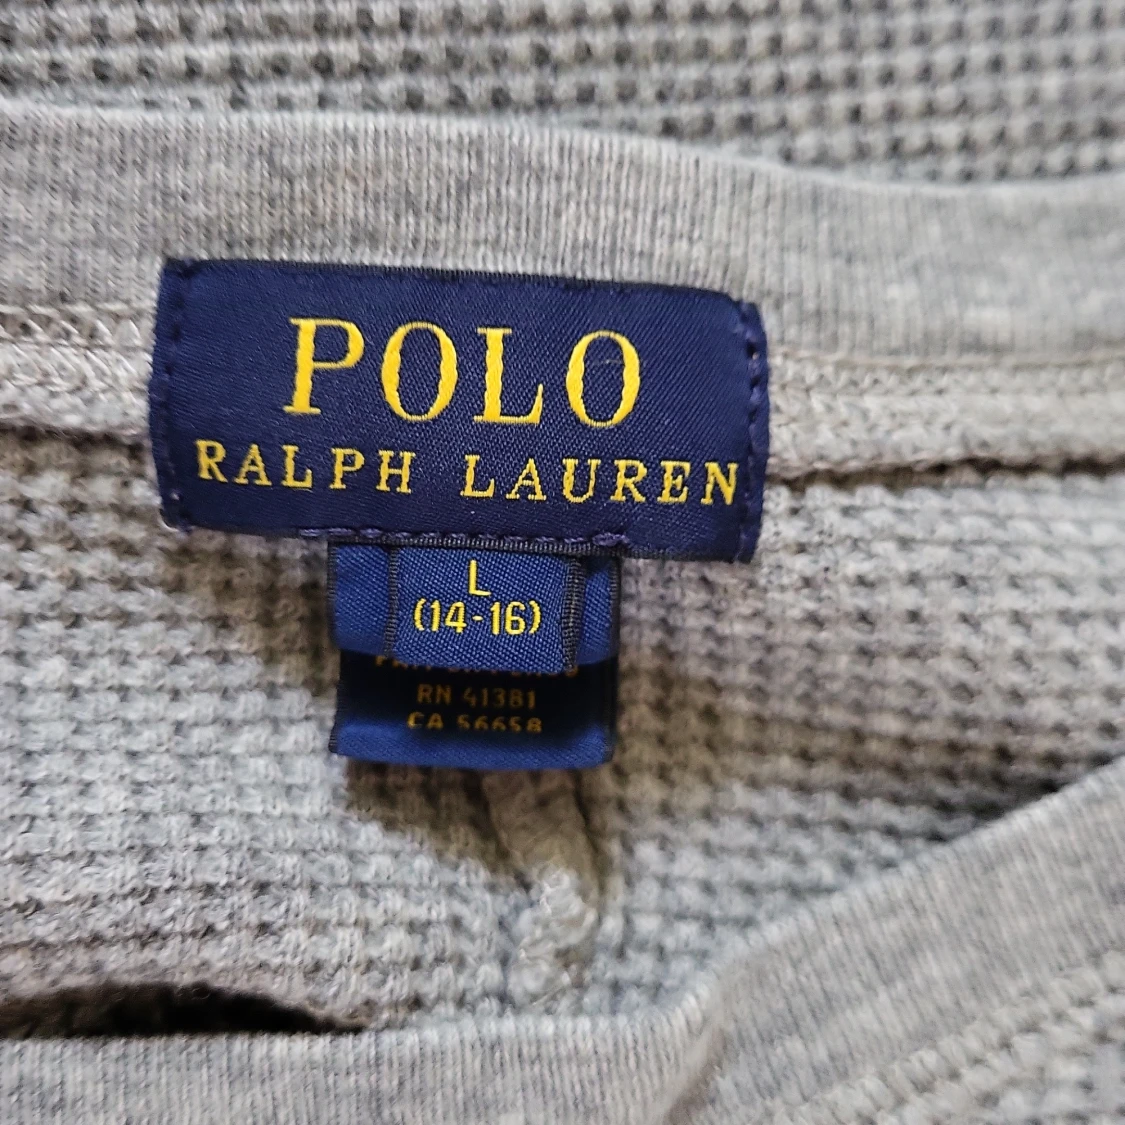 POLO
RALPH LAUREN
L
(14-16)
RN 41381
CA 56658